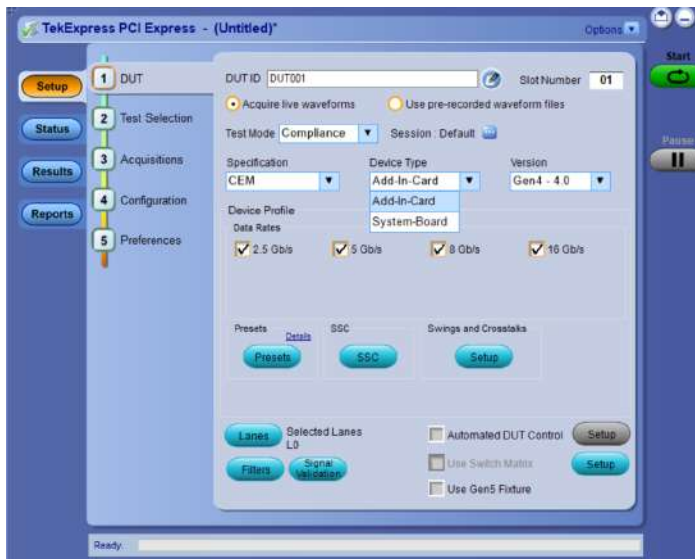 TekExpress PCI Express - (Untitled)*
Options
Start
Pause
Setup
Status
Results
Reports
1 DUT
2 Test Selection
3 Acquisitions
4 Configuration
5 Preferences
DUT ID DUT001
Slot Number 01
Acquire live waveforms
Use pre-recorded waveform files
Test Mode Compliance
Session : Default
Specification
Device Type
Version
CEM
Add-In-Card
Gen4 - 4.0
Add-In-Card
System-Board
Device Profile
Data Rates
2.5 Gb/s
5 Gb/s
8 Gb/s
16 Gb/s
Presets
Details
SSC
Swings and Crosstalks
Presets
SSC
Setup
Lanes
Selected Lanes
L0
Automated DUT Control
Setup
Filters
Signal
Validation
Use Switch Matrix
Setup
Use Gen5 Fixture
Ready.